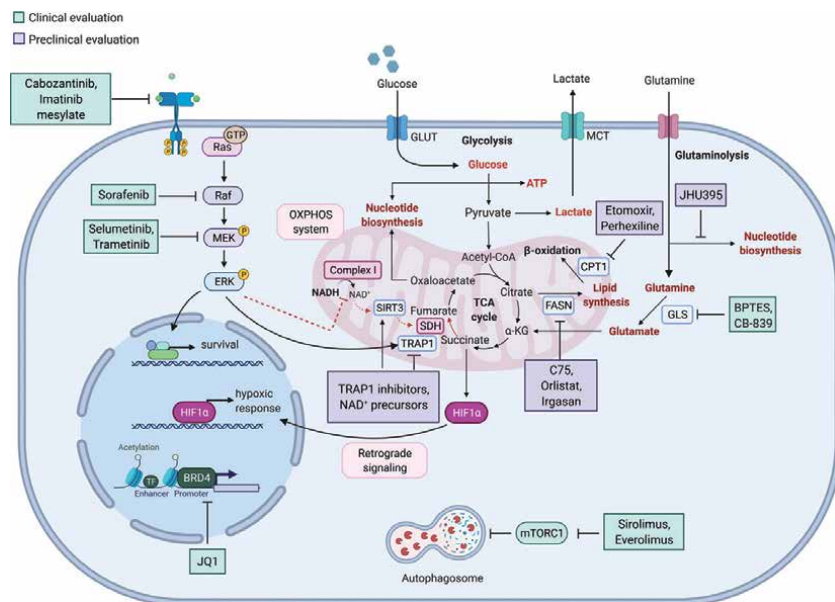 Clinical evaluation
Preclinical evaluation
Cabozantinib,
Imatinib
mesylate
Glucose
Lactate
Glutamine
GTP
Ras
GLUT
Glycolysis
MCT
Glutaminolysis
Glucose
Sorafenib
Raf
ATP
JHU395
Nucleotide
biosynthesis
OXPHOS
system
Pyruvate
Lactate
Etomoxir,
Perhexiline
Selumetinib,
Trametinib
MEK
P
Nucleotide
biosynthesis
Acetyl-CoA
β-oxidation
CPT1
Complex I
NADH
NAD⁺
Oxaloacetate
ERK
P
Citrate
Lipid
synthesis
Glutamine
SIRT3
Fumarate
TCA
cycle
FASN
GLS
BPTES,
CB-839
SDH
α-KG
Glutamate
TRAP1
Succinate
survival
TRAP1 inhibitors,
NAD⁺ precursors
C75,
Orlistat,
Irgasan
HIF1α
hypoxic
response
HIF1α
Retrograde
signaling
Acetylation
TF
BRD4
Enhancer
Promoter
JQ1
mTORC1
Sirolimus,
Everolimus
Autophagosome
P
P
P
P